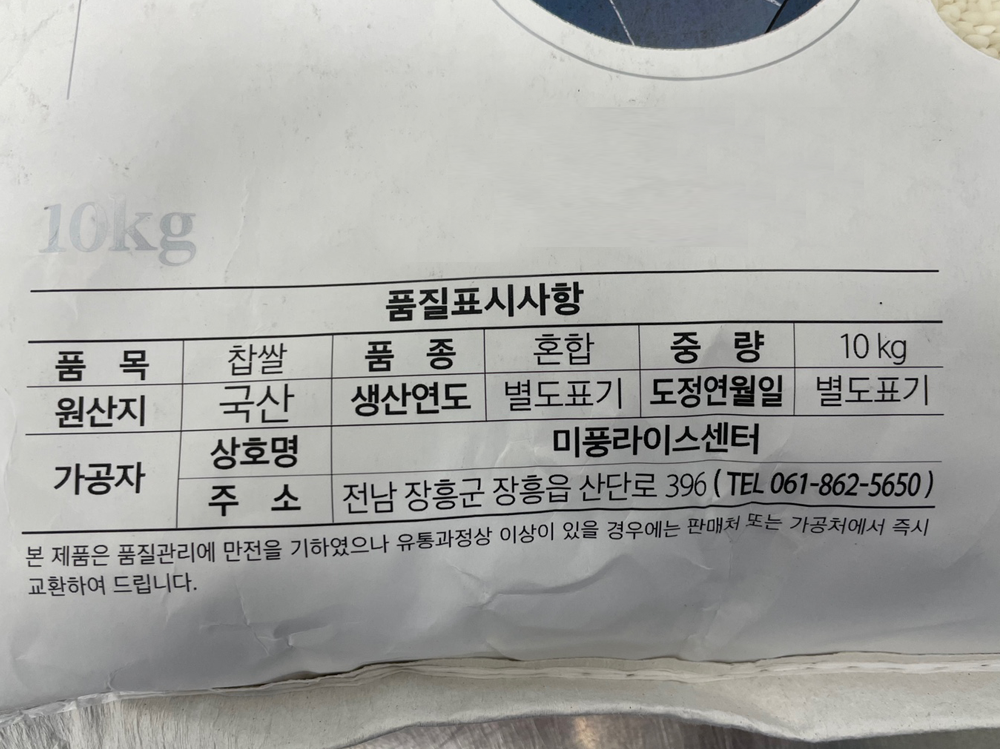 10kg
품질표시사항
품 목 찹쌀 품 종 혼합 중 량 10 kg
원산지 국산 생산연도 별도표기 도정연월일 별도표기
가공자 상호명 미풍라이스센터
주 소 전남 장흥군 장흥읍 산단로 396 ( TEL 061-862-5650 )
본 제품은 품질관리에 만전을 기하였으나 유통과정상 이상이 있을 경우에는 판매처 또는 가공처에서 즉시
교환하여 드립니다.